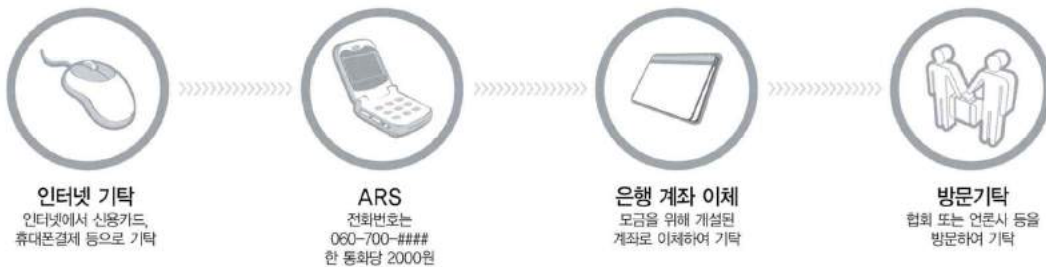 인터넷 기탁
인터넷에서 신용카드,
휴대폰결제 등으로 기탁
ARS
전화번호는
060-700-####
한 통화당 2000원
은행 계좌 이체
모금을 위해 개설된
계좌로 이체하여 기탁
방문기탁
협회 또는 언론사 등을
방문하여 기탁